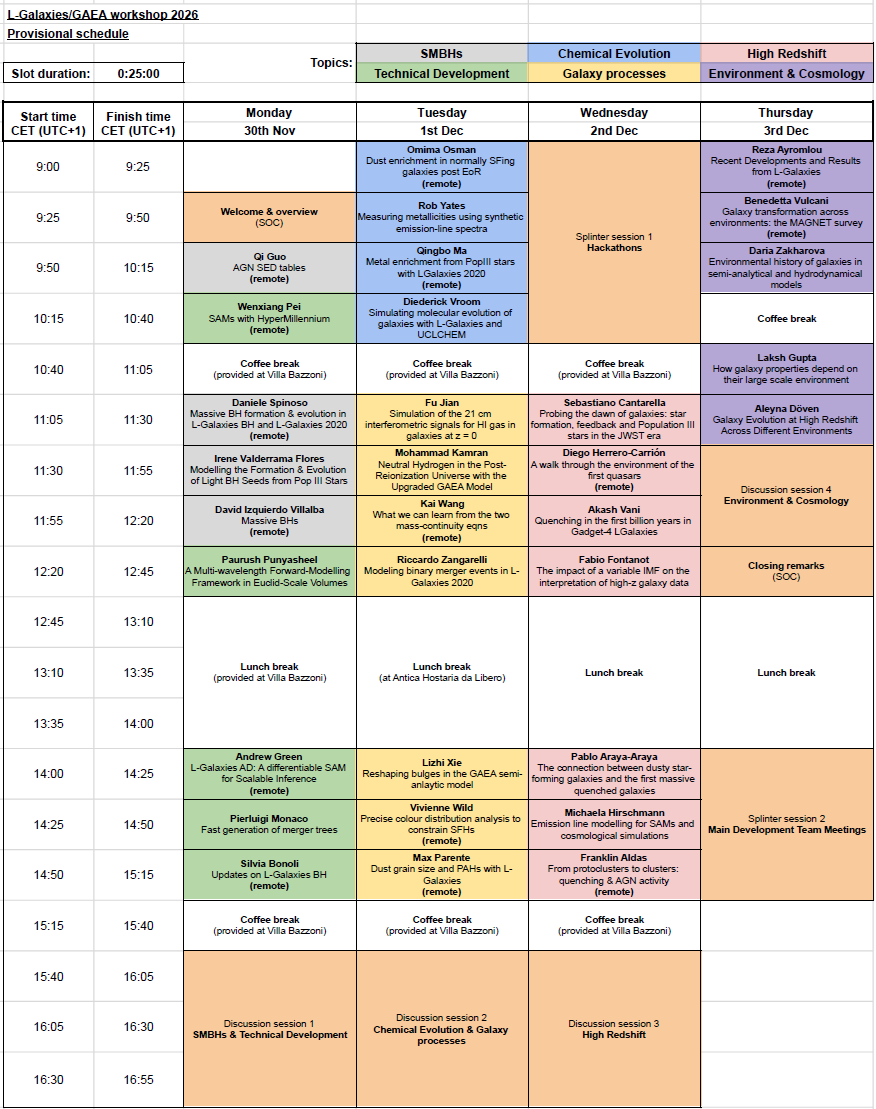 L-Galaxies/GAEA workshop 2026
Provisional schedule
Topics:
SMBHs
Chemical Evolution
High Redshift
Slot duration:
0:25:00
Technical Development
Galaxy processes
Environment & Cosmology
Start time
CET (UTC+1)
Finish time
CET (UTC+1)
Monday
30th Nov
Tuesday
1st Dec
Wednesday
2nd Dec
Thursday
3rd Dec
9:00
9:25
Omima Osman
Dust enrichment in normally SFing
galaxies post EoR
(remote)
Splinter session 1
Hackathons
Reza Ayromlou
Recent Developments and Results
from L-Galaxies
(remote)
9:25
9:50
Welcome & overview
(SOC)
Rob Yates
Measuring metallicities using synthetic
emission-line spectra
Benedetta Vulcani
Galaxy transformation across
environments: the MAGNET survey
(remote)
9:50
10:15
Qi Guo
AGN SED tables
(remote)
Qingbo Ma
Metal enrichment from PopIII stars
with LGalaxies 2020
(remote)
Daria Zakharova
Environmental history of galaxies in
semi-analytical and hydrodynamical
models
10:15
10:40
Wenxiang Pei
SAMs with HyperMillennium
(remote)
Diederick Vroom
Simulating molecular evolution of
galaxies with L-Galaxies and
UCLCHEM
Coffee break
10:40
11:05
Coffee break
(provided at Villa Bazzoni)
Coffee break
(provided at Villa Bazzoni)
Coffee break
(provided at Villa Bazzoni)
Laksh Gupta
How galaxy properties depend on
their large scale environment
11:05
11:30
Daniele Spinoso
Massive BH formation & evolution in
L-Galaxies BH and L-Galaxies 2020
(remote)
Fu Jian
Simulation of the 21 cm
interferometric signals for HI gas in
galaxies at z = 0
Sebastiano Cantarella
Probing the dawn of galaxies: star
formation, feedback and Population III
stars in the JWST era
Aleyna Döven
Galaxy Evolution at High Redshift
Across Different Environments
11:30
11:55
Irene Valderrama Flores
Modelling the Formation & Evolution
of Light BH Seeds from Pop III Stars
Mohammad Kamran
Neutral Hydrogen in the Post-
Reionization Universe with the
Upgraded GAEA Model
Diego Herrero-Carrión
A walk through the environment of the
first quasars
(remote)
Discussion session 4
Environment & Cosmology
11:55
12:20
David Izquierdo Villalba
Massive BHs
(remote)
Kai Wang
What we can learn from the two
mass-continuity eqns
(remote)
Akash Vani
Quenching in the first billion years in
Gadget-4 LGalaxies
12:20
12:45
Paurush Punyasheel
A Multi-wavelength Forward-Modelling
Framework in Euclid-Scale Volumes
Riccardo Zangarelli
Modeling binary merger events in L-
Galaxies 2020
Fabio Fontanot
The impact of a variable IMF on the
interpretation of high-z galaxy data
Closing remarks
(SOC)
12:45
13:10
13:10
13:35
Lunch break
(provided at Villa Bazzoni)
Lunch break
(at Antica Hostaria da Libero)
Lunch break
Lunch break
13:35
14:00
14:00
14:25
Andrew Green
L-Galaxies AD: A differentiable SAM
for Scalable Inference
(remote)
Lizhi Xie
Reshaping bulges in the GAEA semi-
anlaytic model
Pablo Araya-Araya
The connection between dusty star-
forming galaxies and the first massive
quenched galaxies
Splinter session 2
Main Development Team Meetings
14:25
14:50
Pierluigi Monaco
Fast generation of merger trees
Vivienne Wild
Precise colour distribution analysis to
constrain SFHs
(remote)
Michaela Hirschmann
Emission line modelling for SAMs and
cosmological simulations
14:50
15:15
Silvia Bonoli
Updates on L-Galaxies BH
(remote)
Max Parente
Dust grain size and PAHs with L-
Galaxies
(remote)
Franklin Aldas
From protoclusters to clusters:
quenching & AGN activity
(remote)
15:15
15:40
Coffee break
(provided at Villa Bazzoni)
Coffee break
(provided at Villa Bazzoni)
Coffee break
(provided at Villa Bazzoni)
15:40
16:05
16:05
16:30
Discussion session 1
SMBHs & Technical Development
Discussion session 2
Chemical Evolution & Galaxy
processes
Discussion session 3
High Redshift
16:30
16:55